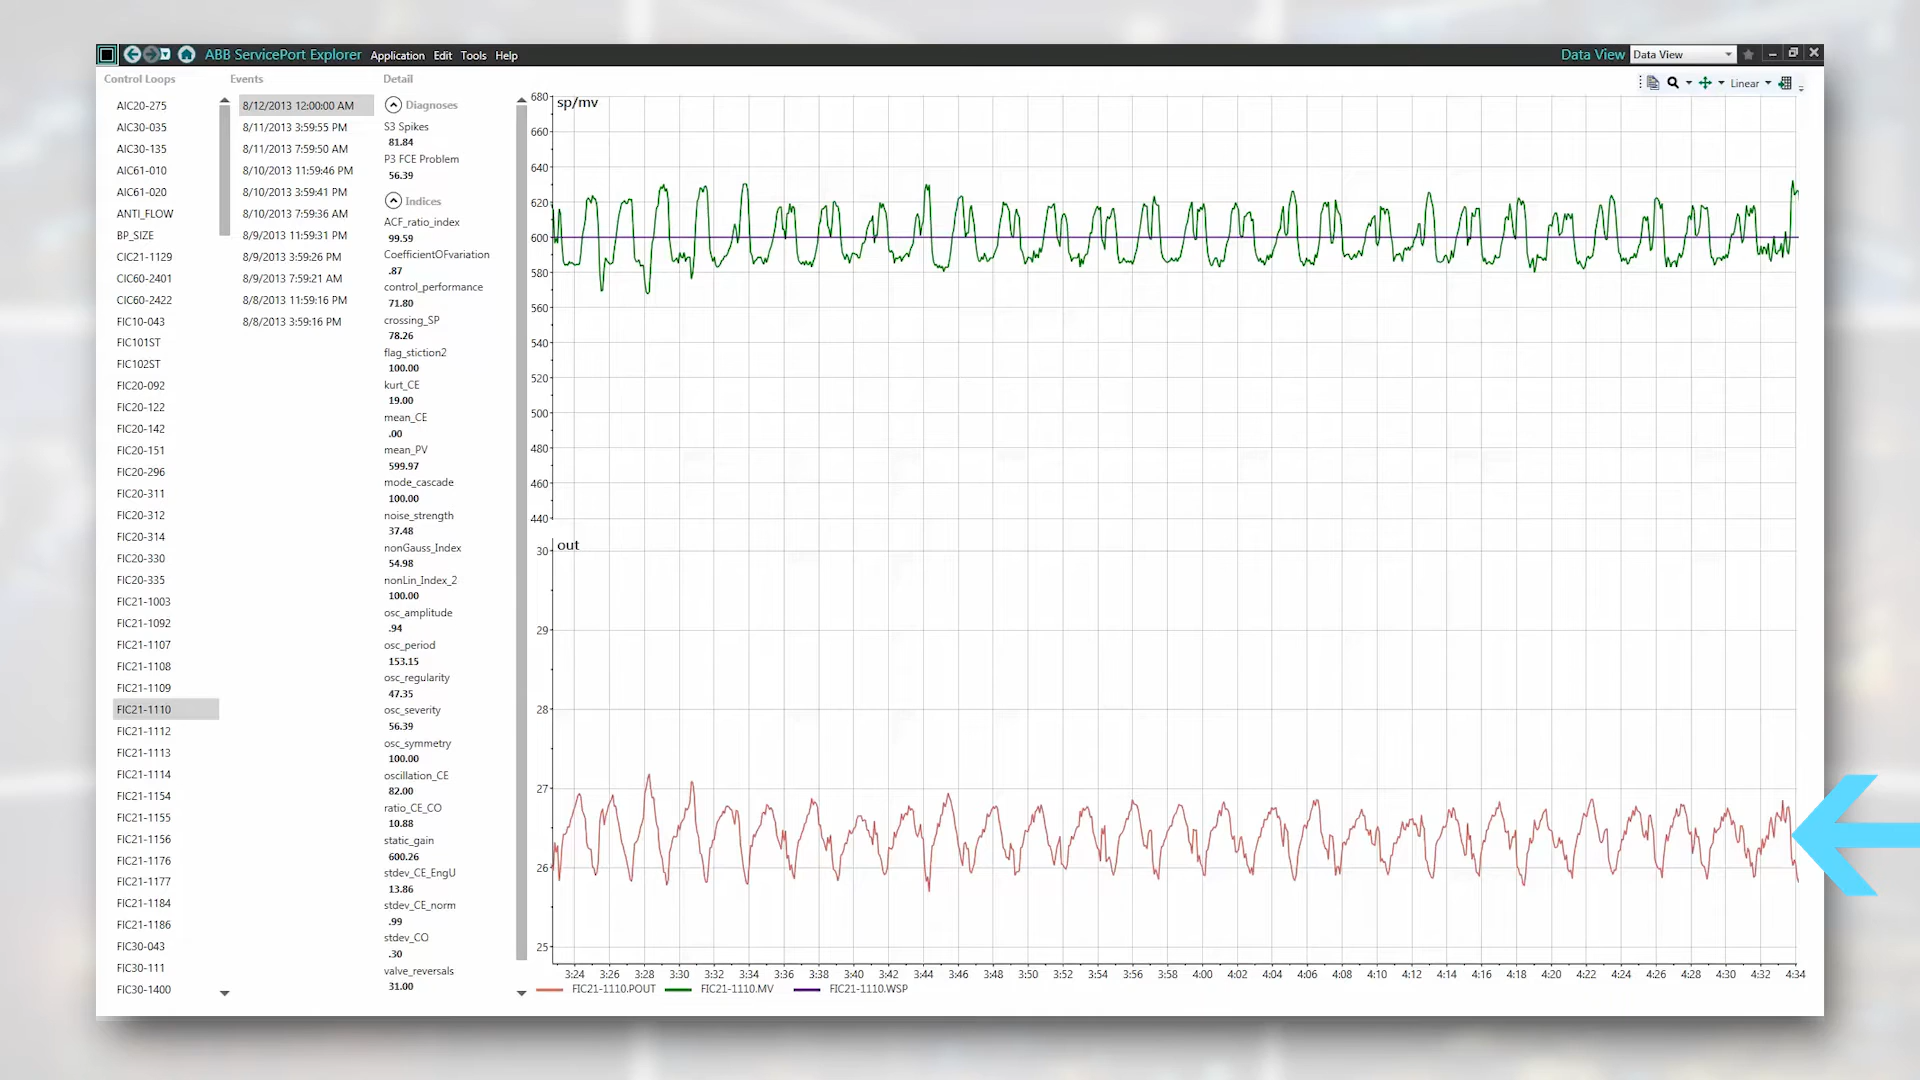 ABB ServicePort Explorer Application Edit Tools Help Data View Data View
Control Loops
AIC20-275
AIC30-035
AIC30-135
AIC61-010
AIC61-020
ANTI_FLOW
BP_SIZE
CIC21-1129
CIC60-2401
CIC60-2422
FIC10-043
FIC101ST
FIC102ST
FIC20-092
FIC20-122
FIC20-142
FIC20-151
FIC20-296
FIC20-311
FIC20-312
FIC20-314
FIC20-330
FIC20-335
FIC21-1003
FIC21-1092
FIC21-1107
FIC21-1108
FIC21-1109
FIC21-1110
FIC21-1112
FIC21-1113
FIC21-1114
FIC21-1154
FIC21-1155
FIC21-1156
FIC21-1176
FIC21-1177
FIC21-1184
FIC21-1186
FIC30-043
FIC30-111
FIC30-1400
Events
8/12/2013 12:00:00 AM
8/11/2013 3:59:55 PM
8/11/2013 7:59:50 AM
8/10/2013 11:59:46 PM
8/10/2013 3:59:41 PM
8/10/2013 7:59:36 AM
8/9/2013 11:59:31 PM
8/9/2013 3:59:26 PM
8/9/2013 7:59:21 AM
8/8/2013 11:59:16 PM
8/8/2013 3:59:16 PM
Detail
Diagnoses
S3 Spikes
81.84
P3 FCE Problem
56.39
Indices
ACF_ratio_index
99.59
CoefficientOFvariation
.87
control_performance
71.80
crossing_SP
78.26
flag_stiction2
100.00
kurt_CE
19.00
mean_CE
.00
mean_PV
599.97
mode_cascade
100.00
noise_strength
37.48
nonGauss_Index
54.98
nonLin_Index_2
100.00
osc_amplitude
.94
osc_period
153.15
osc_regularity
47.35
osc_severity
56.39
osc_symmetry
100.00
oscillation_CE
82.00
ratio_CE_CO
10.88
static_gain
600.26
stdev_CE_EngU
13.86
stdev_CE_norm
.99
stdev_CO
.30
valve_reversals
31.00
Linear
sp/mv
680
660
640
620
600
580
560
540
520
500
480
460
440
out
30
29
28
27
26
25
3:24 3:26 3:28 3:30 3:32 3:34 3:36 3:38 3:40 3:42 3:44 3:46 3:48 3:50 3:52 3:54 3:56 3:58 4:00 4:02 4:04 4:06 4:08 4:10 4:12 4:14 4:16 4:18 4:20 4:22 4:24 4:26 4:28 4:30 4:32 4:34
FIC21-1110.POUT FIC21-1110.MV FIC21-1110.WSP